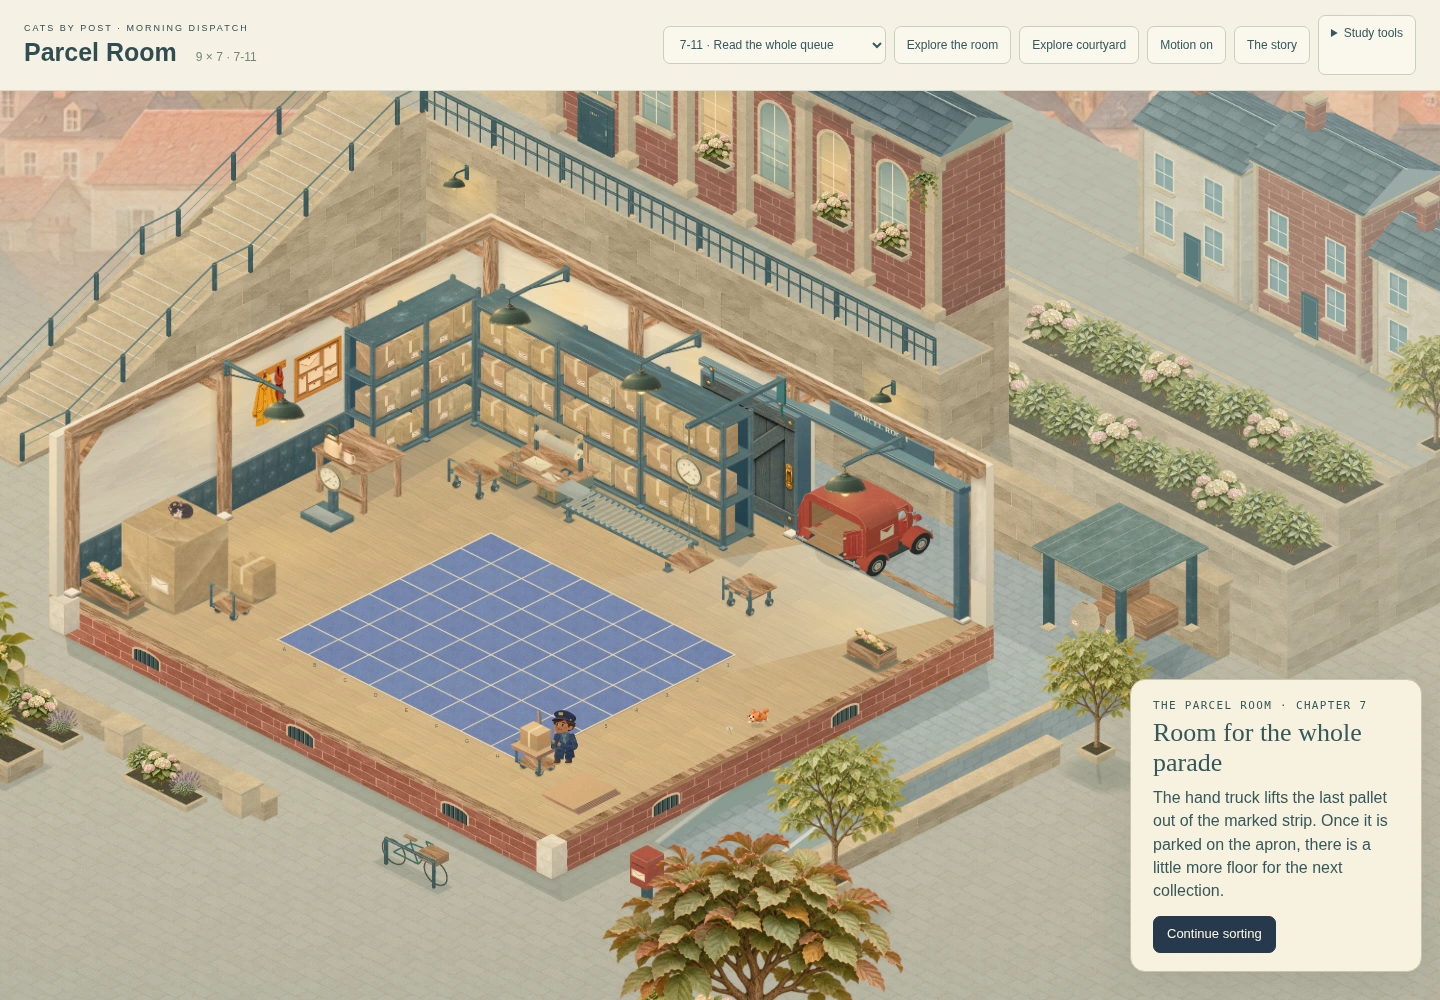 CATS BY POST · MORNING DISPATCH
Parcel Room
9 × 7 · 7-11
7-11 · Read the whole queue
Explore the room
Explore courtyard
Motion on
The story
Study tools
THE PARCEL ROOM · CHAPTER 7
Room for the whole
parade
The hand truck lifts the last pallet
out of the marked strip. Once it is
parked on the apron, there is a
little more floor for the next
collection.
Continue sorting
PARCEL